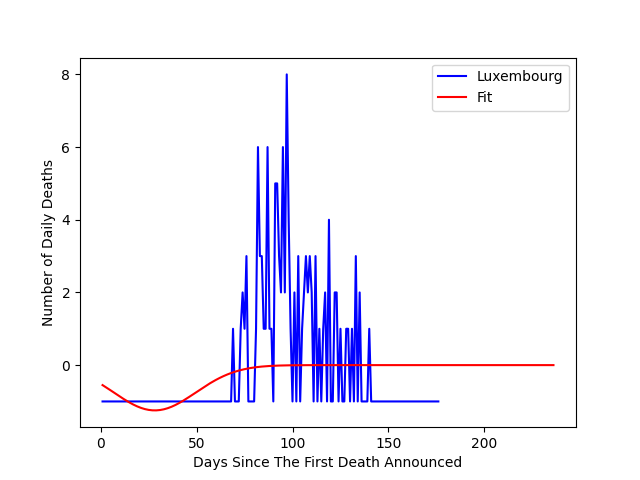 Luxembourg
Fit
8
6
4
2
0
0
50
100
150
200
Number of Daily Deaths
Days Since The First Death Announced